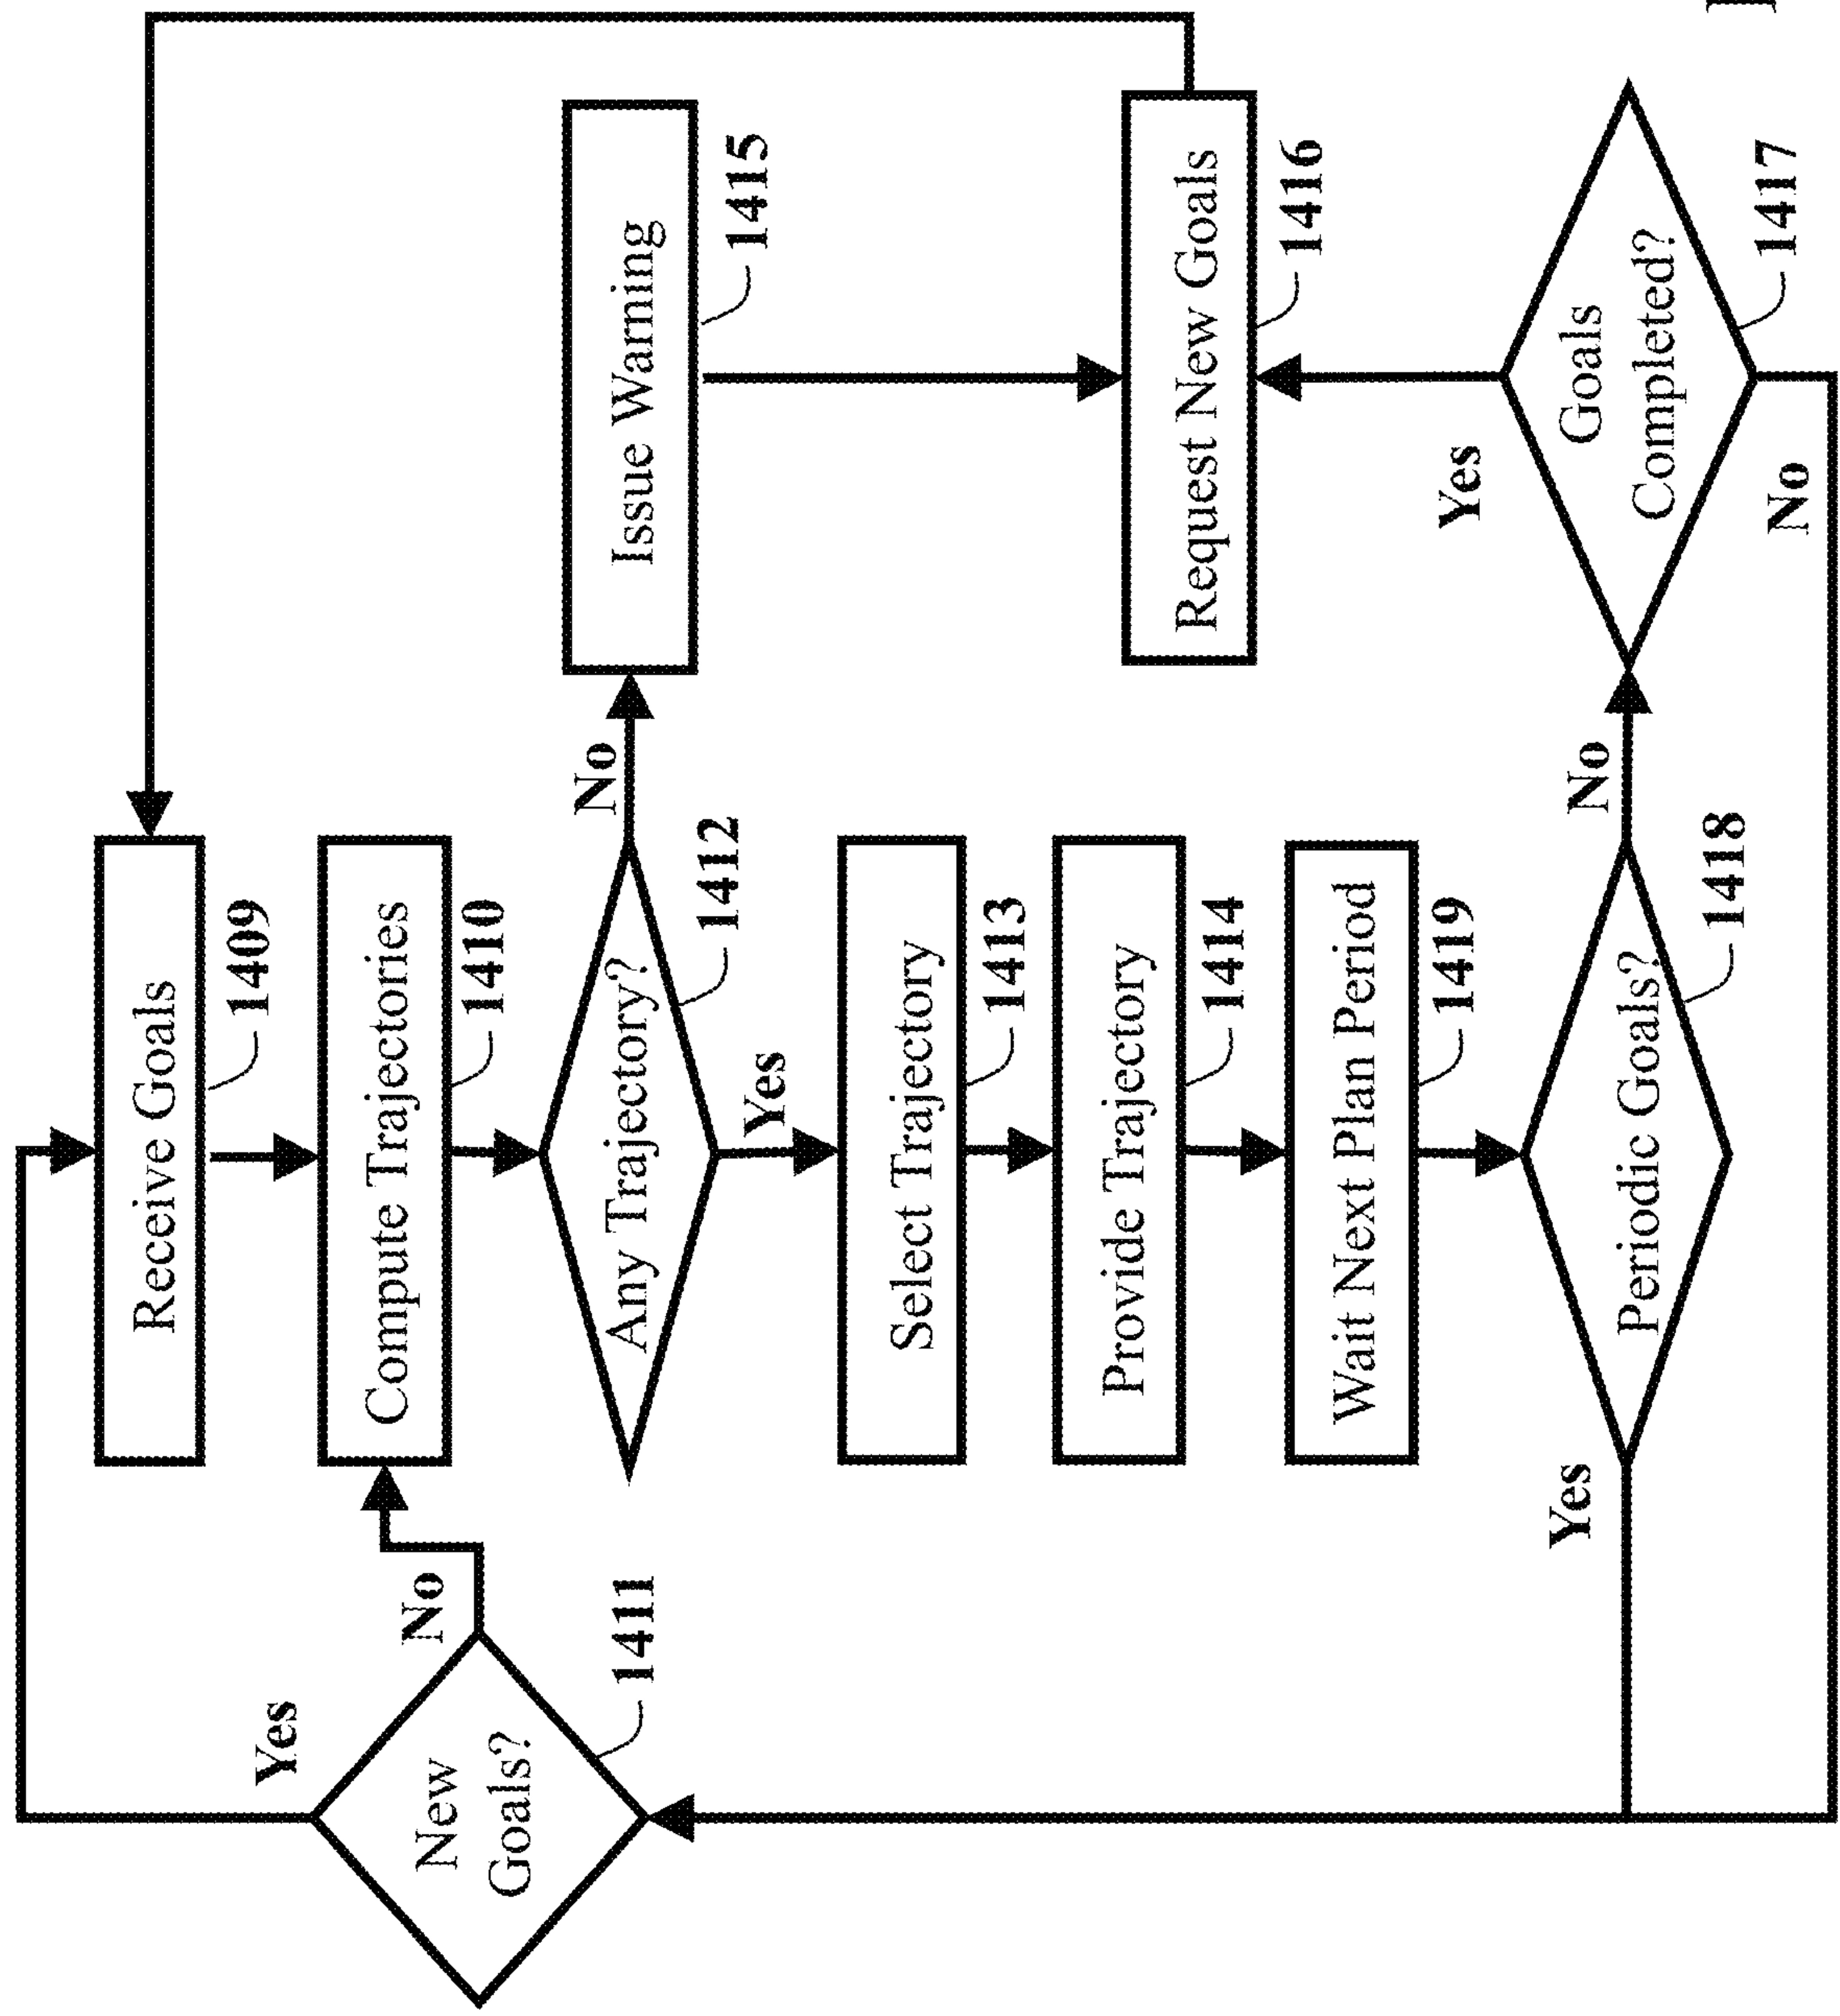 Receive Goals
1409
Yes
New
Goals?
1411
No
Compute Trajectories
1410
Any Trajectory?
1412
No
Issue Warning
1415
Yes
Select Trajectory
1413
Provide Trajectory
1414
Request New Goals
1416
Wait Next Plan Period
1419
Yes
Periodic Goals?
1418
No
Yes
Goals
Completed?
1417
No